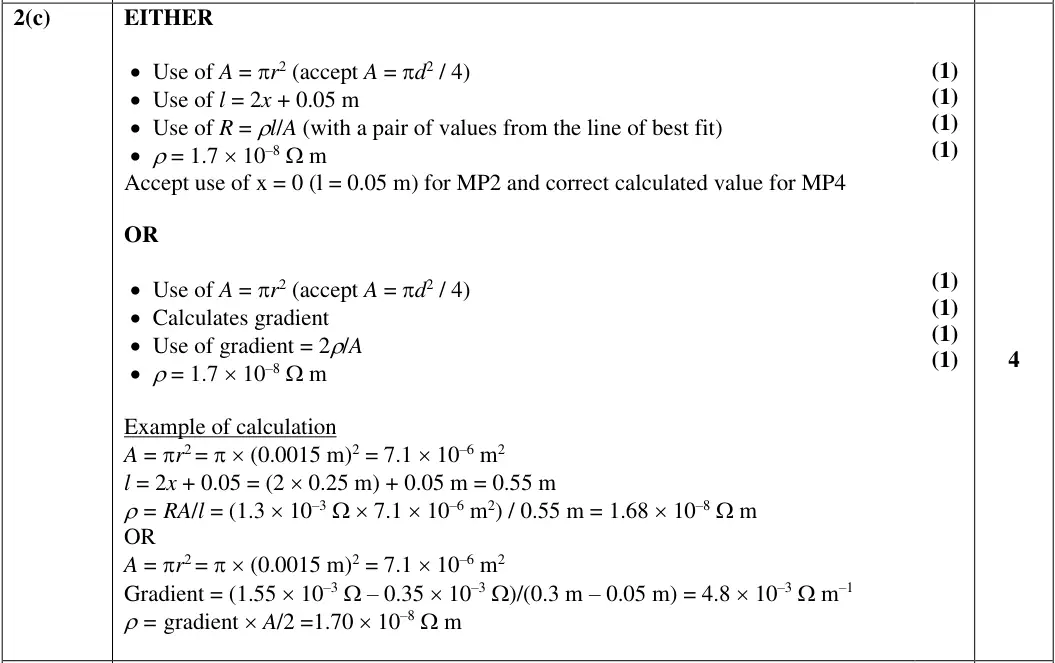 2(c) EITHER
• Use of A = πr² (accept A = πd² / 4) (1)
• Use of l = 2x + 0.05 m (1)
• Use of R = ρl/A (with a pair of values from the line of best fit) (1)
• ρ = 1.7 × 10⁻⁸ Ω m (1)
Accept use of x = 0 (l = 0.05 m) for MP2 and correct calculated value for MP4
OR
• Use of A = πr² (accept A = πd² / 4) (1)
• Calculates gradient (1)
• Use of gradient = 2ρ/A (1)
• ρ = 1.7 × 10⁻⁸ Ω m (1) 4
Example of calculation
A = πr² = π × (0.0015 m)² = 7.1 × 10⁻⁶ m²
l = 2x + 0.05 = (2 × 0.25 m) + 0.05 m = 0.55 m
ρ = RA/l = (1.3 × 10⁻³ Ω × 7.1 × 10⁻⁶ m²) / 0.55 m = 1.68 × 10⁻⁸ Ω m
OR
A = πr² = π × (0.0015 m)² = 7.1 × 10⁻⁶ m²
Gradient = (1.55 × 10⁻³ Ω – 0.35 × 10⁻³ Ω)/(0.3 m – 0.05 m) = 4.8 × 10⁻³ Ω m⁻¹
ρ = gradient × A/2 =1.70 × 10⁻⁸ Ω m